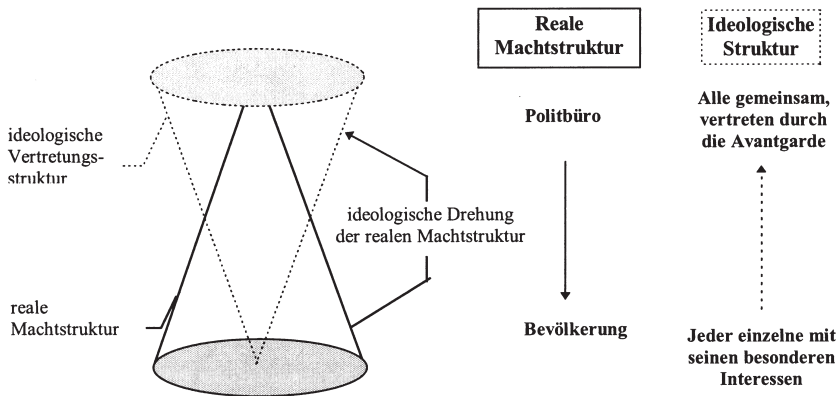 Reale
Machtstruktur
Ideologische
Struktur
ideologische
Vertretungs-
struktur
Politbüro
Alle gemeinsam,
vertreten durch
die Avantgarde
ideologische Drehung
der realen Machtstruktur
reale
Machtstruktur
Bevölkerung
Jeder einzelne mit
seinen besonderen
Interessen